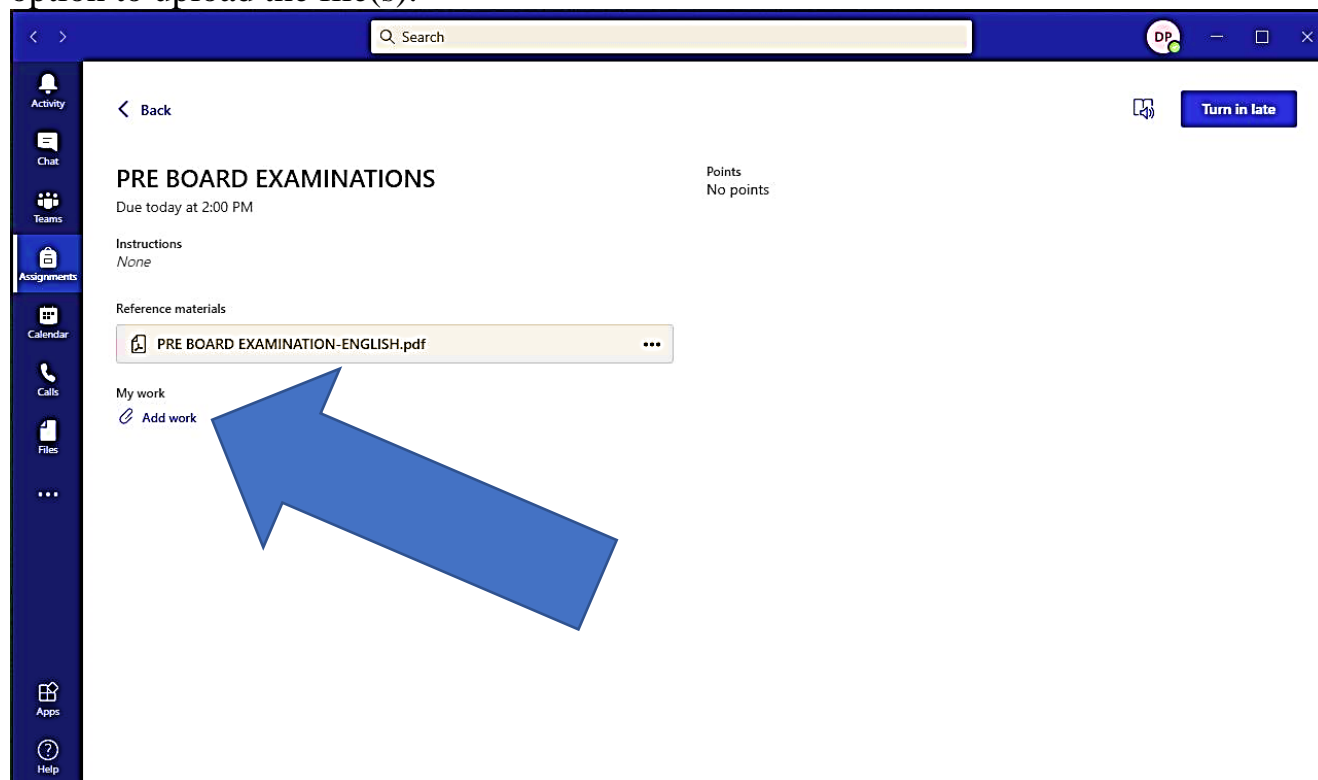 option to upload the file(s).
Search
DP
Activity
Back
Turn in late
Chat
PRE BOARD EXAMINATIONS
Points
No points
Due today at 2:00 PM
Teams
Instructions
None
Assignments
Reference materials
Calendar
PRE BOARD EXAMINATION-ENGLISH.pdf
Calls
My work
Add work
Files
Apps
Help